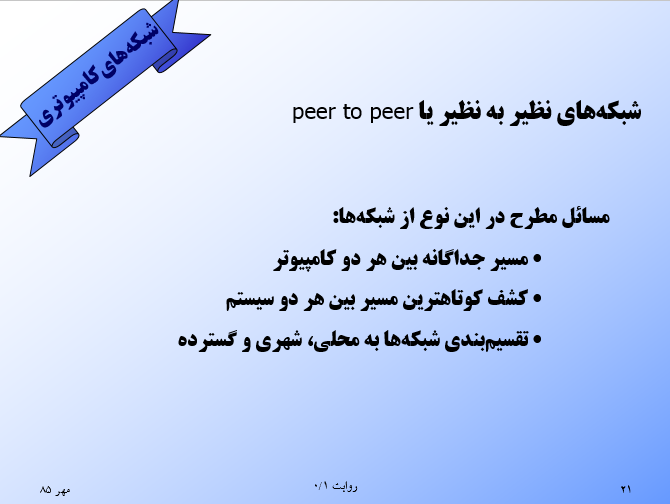 شبکه‌های کامپیوتری
شبکه‌های نظیر به نظیر یا peer to peer
مسائل مطرح در این نوع از شبکه‌ها:
• مسیر جداگانه بین هر دو کامپیوتر
• کشف کوتاهترین مسیر بین هر دو سیستم
• تقسیم‌بندی شبکه‌ها به محلی، شهری و گسترده
۲۱
روایت ۰/۱
مهر ۸۵